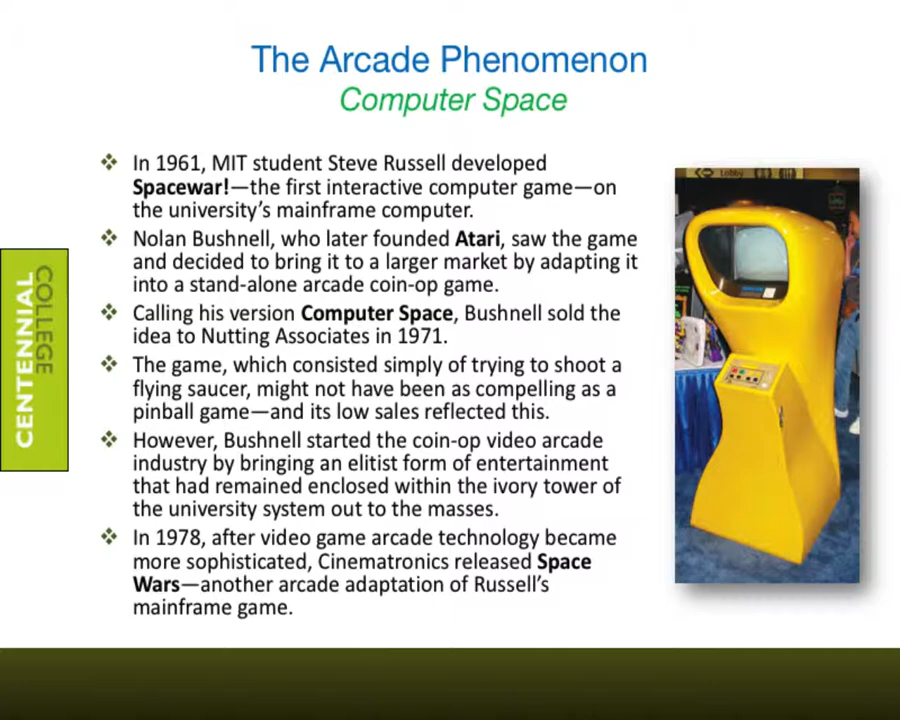 The Arcade Phenomenon
Computer Space
In 1961, MIT student Steve Russell developed
Spacewar!—the first interactive computer game—on
the university's mainframe computer.
Nolan Bushnell, who later founded Atari, saw the game
and decided to bring it to a larger market by adapting it
into a stand-alone arcade coin-op game.
Calling his version Computer Space, Bushnell sold the
idea to Nutting Associates in 1971.
The game, which consisted simply of trying to shoot a
flying saucer, might not have been as compelling as a
pinball game—and its low sales reflected this.
However, Bushnell started the coin-op video arcade
industry by bringing an elitist form of entertainment
that had remained enclosed within the ivory tower of
the university system out to the masses.
In 1978, after video game arcade technology became
more sophisticated, Cinematronics released Space
Wars—another arcade adaptation of Russell's
mainframe game.
CENTENNIAL
COLLEGE
Lobby